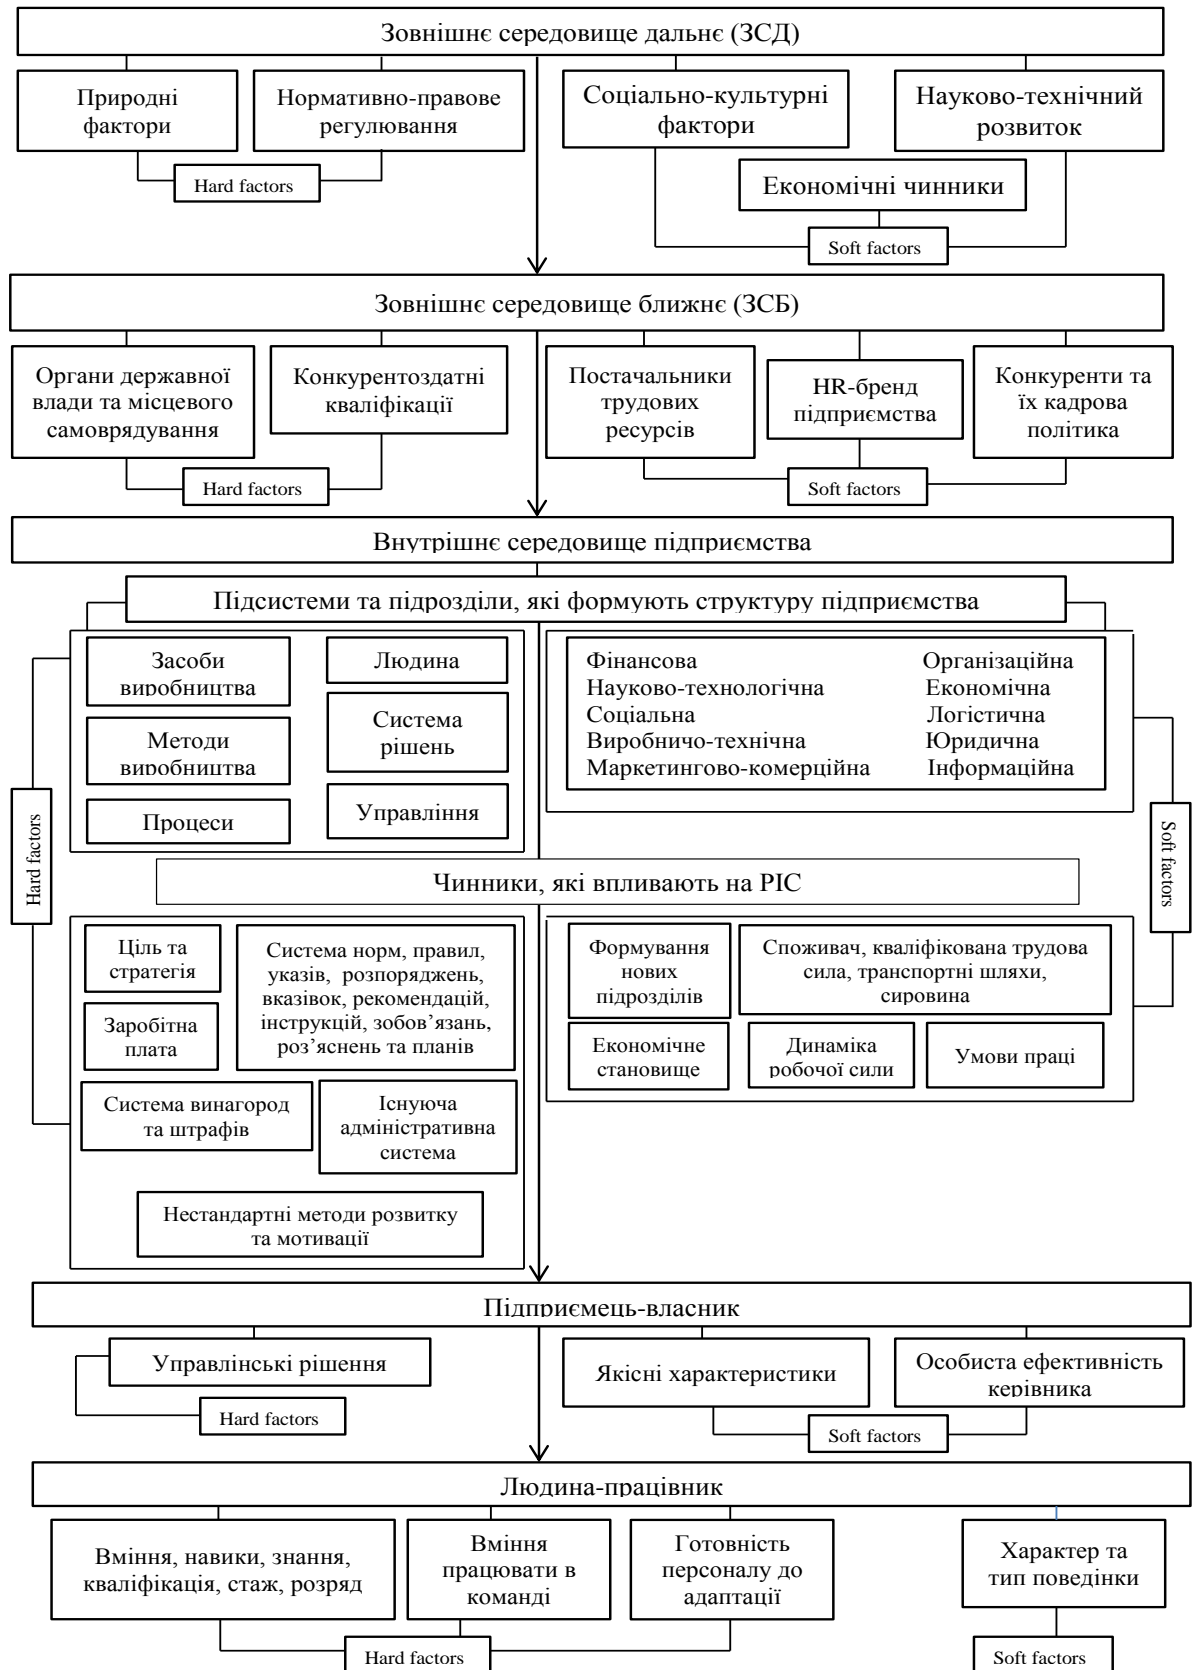 Зовнішнє середовище дальнє (ЗСД)
Природні
фактори
Нормативно-правове
регулювання
Соціально-культурні
фактори
Науково-технічний
розвиток
Hard factors
Економічні чинники
Soft factors
Зовнішнє середовище ближнє (ЗСБ)
Органи державної
влади та місцевого
самоврядування
Конкурентоздатні
кваліфікації
Постачальники
трудових
ресурсів
HR-бренд
підприємства
Конкуренти та
їх кадрова
політика
Hard factors
Soft factors
Внутрішнє середовище підприємства
Підсистеми та підрозділи, які формують структуру підприємства
Засоби
виробництва
Людина
Методи
виробництва
Система
рішень
Процеси
Управління
Фінансова
Науково-технологічна
Соціальна
Виробничо-технічна
Маркетингово-комерційна
Організаційна
Економічна
Логістична
Юридична
Інформаційна
Hard factors
Soft factors
Чинники, які впливають на РІС
Ціль та
стратегія
Система норм, правил,
указів, розпоряджень,
вказівок, рекомендацій,
інструкцій, зобов’язань,
роз’яснень та планів
Заробітна
плата
Система винагород
та штрафів
Існуюча
адміністративна
система
Нестандартні методи розвитку
та мотивації
Формування
нових
підрозділів
Споживач, кваліфікована трудова
сила, транспортні шляхи,
сировина
Економічне
становище
Динаміка
робочої сили
Умови праці
Підприємець-власник
Управлінські рішення
Якісні характеристики
Особиста ефективність
керівника
Hard factors
Soft factors
Людина-працівник
Вміння, навики, знання,
кваліфікація, стаж, розряд
Вміння
працювати в
команді
Готовність
персоналу до
адаптації
Характер та
тип поведінки
Hard factors
Soft factors